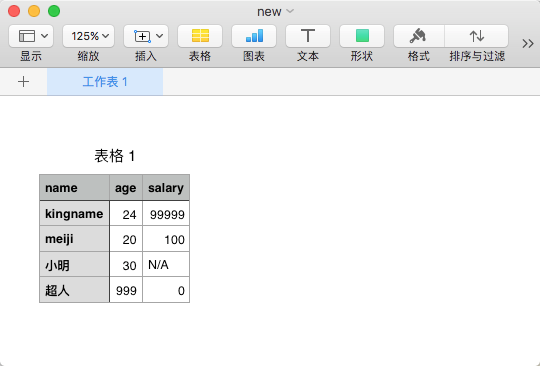 new
125%
显示 缩放 插入 表格 图表 文本 形状 格式 排序与过滤
工作表 1
表格 1
name age salary
kingname 24 99999
meiji 20 100
小明 30 N/A
超人 999 0